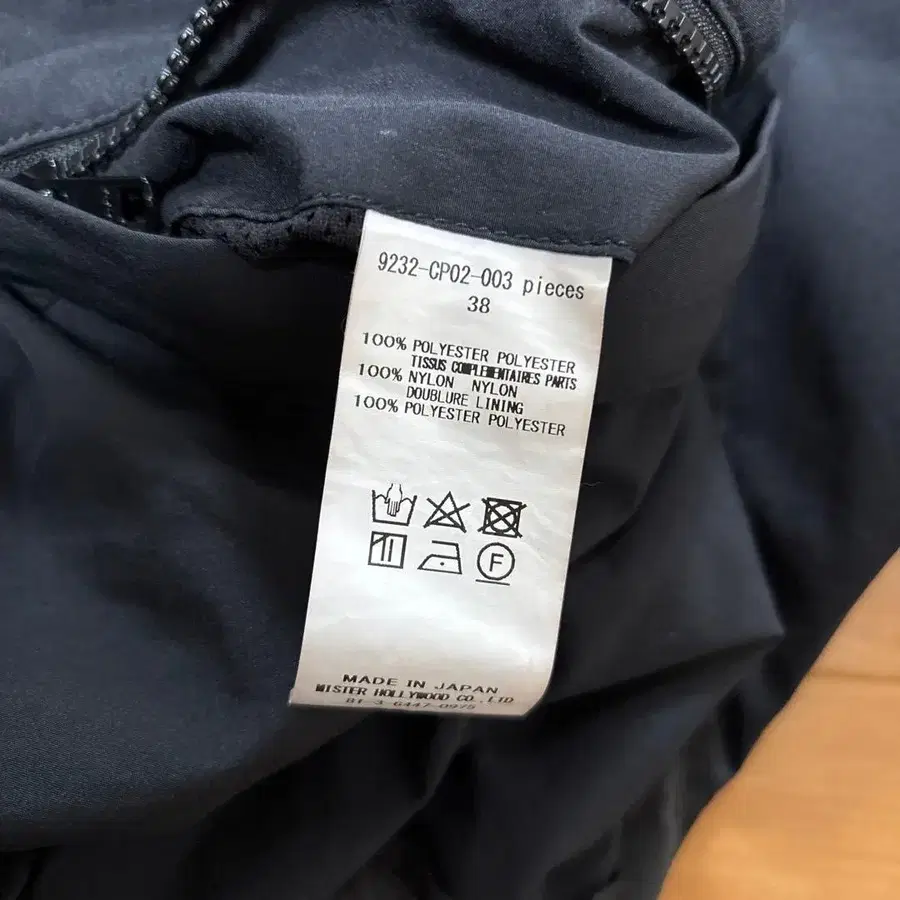 9232-CP02-003 pieces
38
100% POLYESTER POLYESTER
TISSUS COMPLEMENTAIRES PARTS
100% NYLON NYLON
DOUBLURE LINING
100% POLYESTER POLYESTER
F
MADE IN JAPAN
MISTER HOLLYWOOD CO.,LTD
81-3-6447-0975